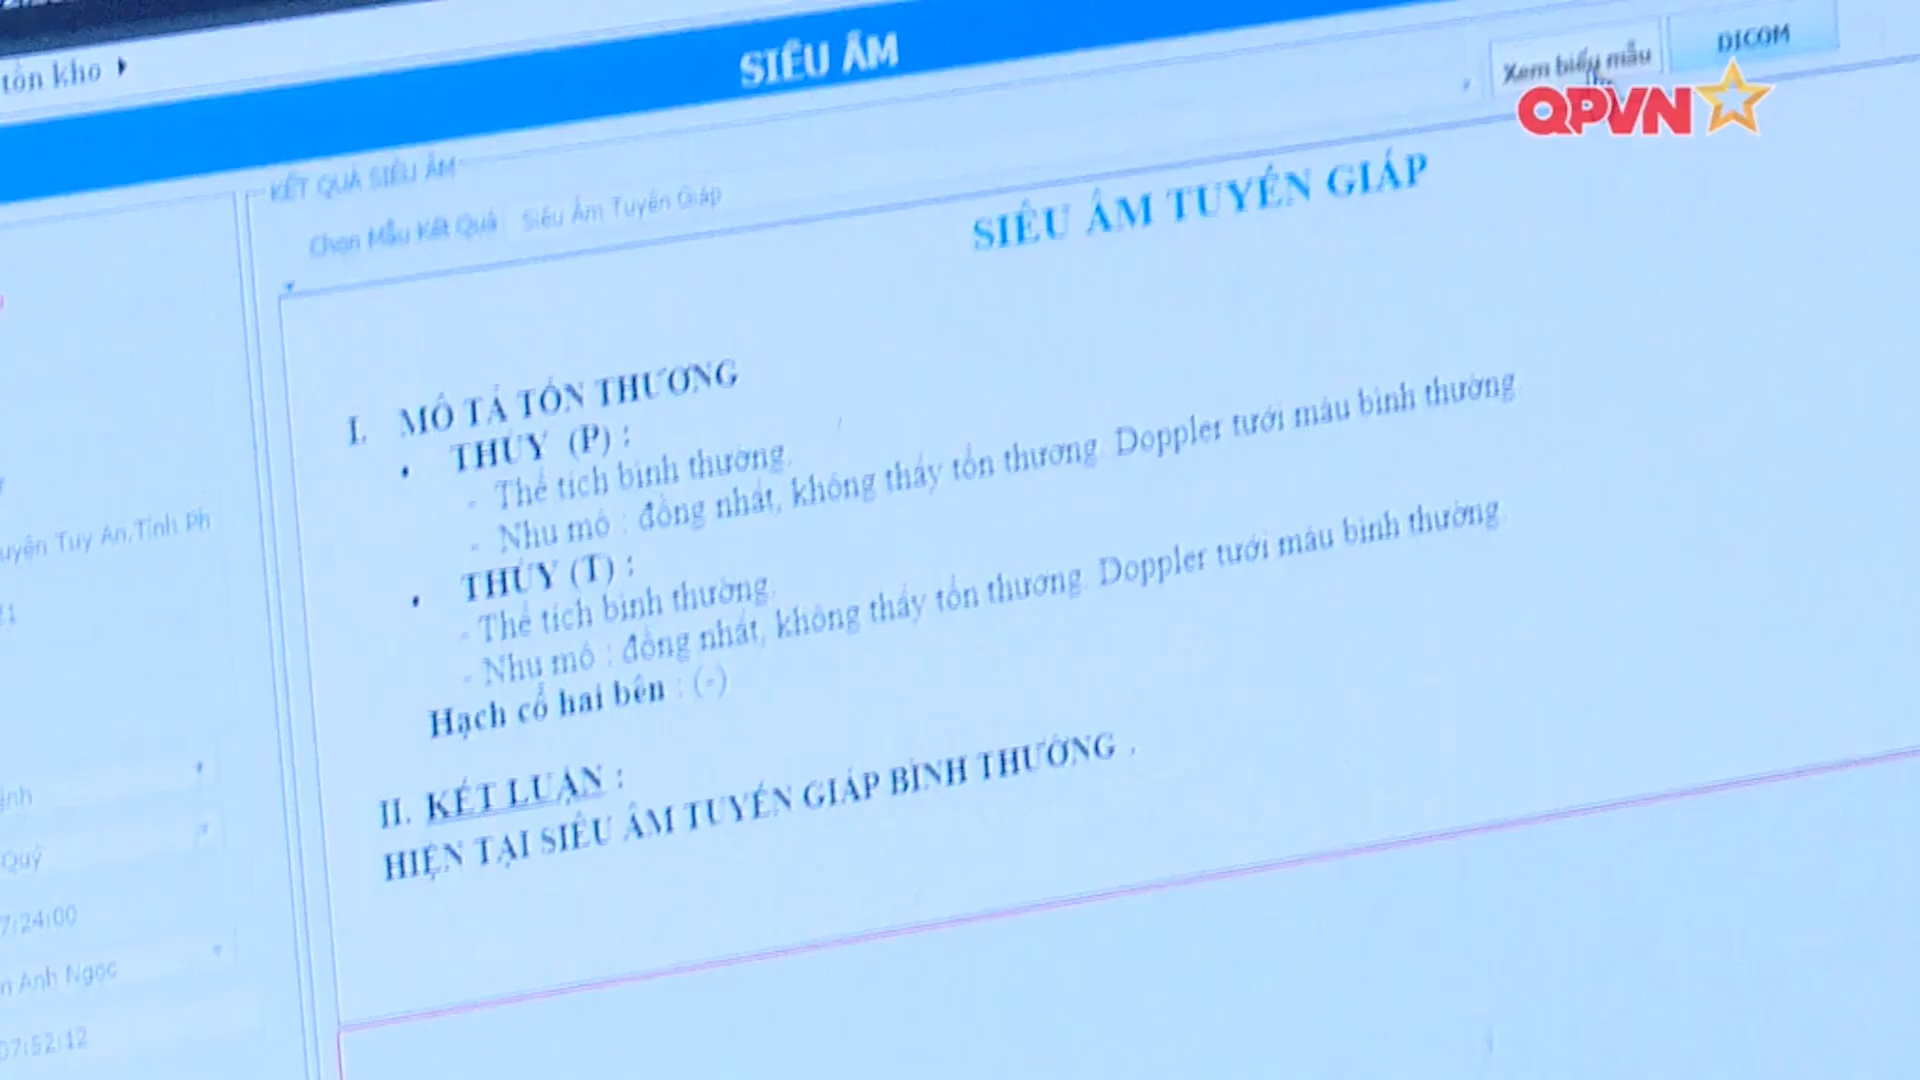 tồn kho
SIÊU ÂM
Xem biểu mẫu
DICOM
QPVN
KẾT QUẢ SIÊU ÂM
Chọn Mẫu Kết Quả Siêu Âm Tuyến Giáp
SIÊU ÂM TUYẾN GIÁP
I. MÔ TẢ TỔN THƯƠNG
• THÙY (P) :
- Thể tích bình thường.
- Nhu mô : đồng nhất, không thấy tổn thương. Doppler tưới máu bình thường.
• THÙY (T) :
- Thể tích bình thường.
- Nhu mô : đồng nhất, không thấy tổn thương. Doppler tưới máu bình thường.
Hạch cổ hai bên : (-)
II. KẾT LUẬN :
HIỆN TẠI SIÊU ÂM TUYẾN GIÁP BÌNH THƯỜNG .
Tuy An,Tỉnh Ph
Quý
7:24:00
Anh Ngọc
07:52:12